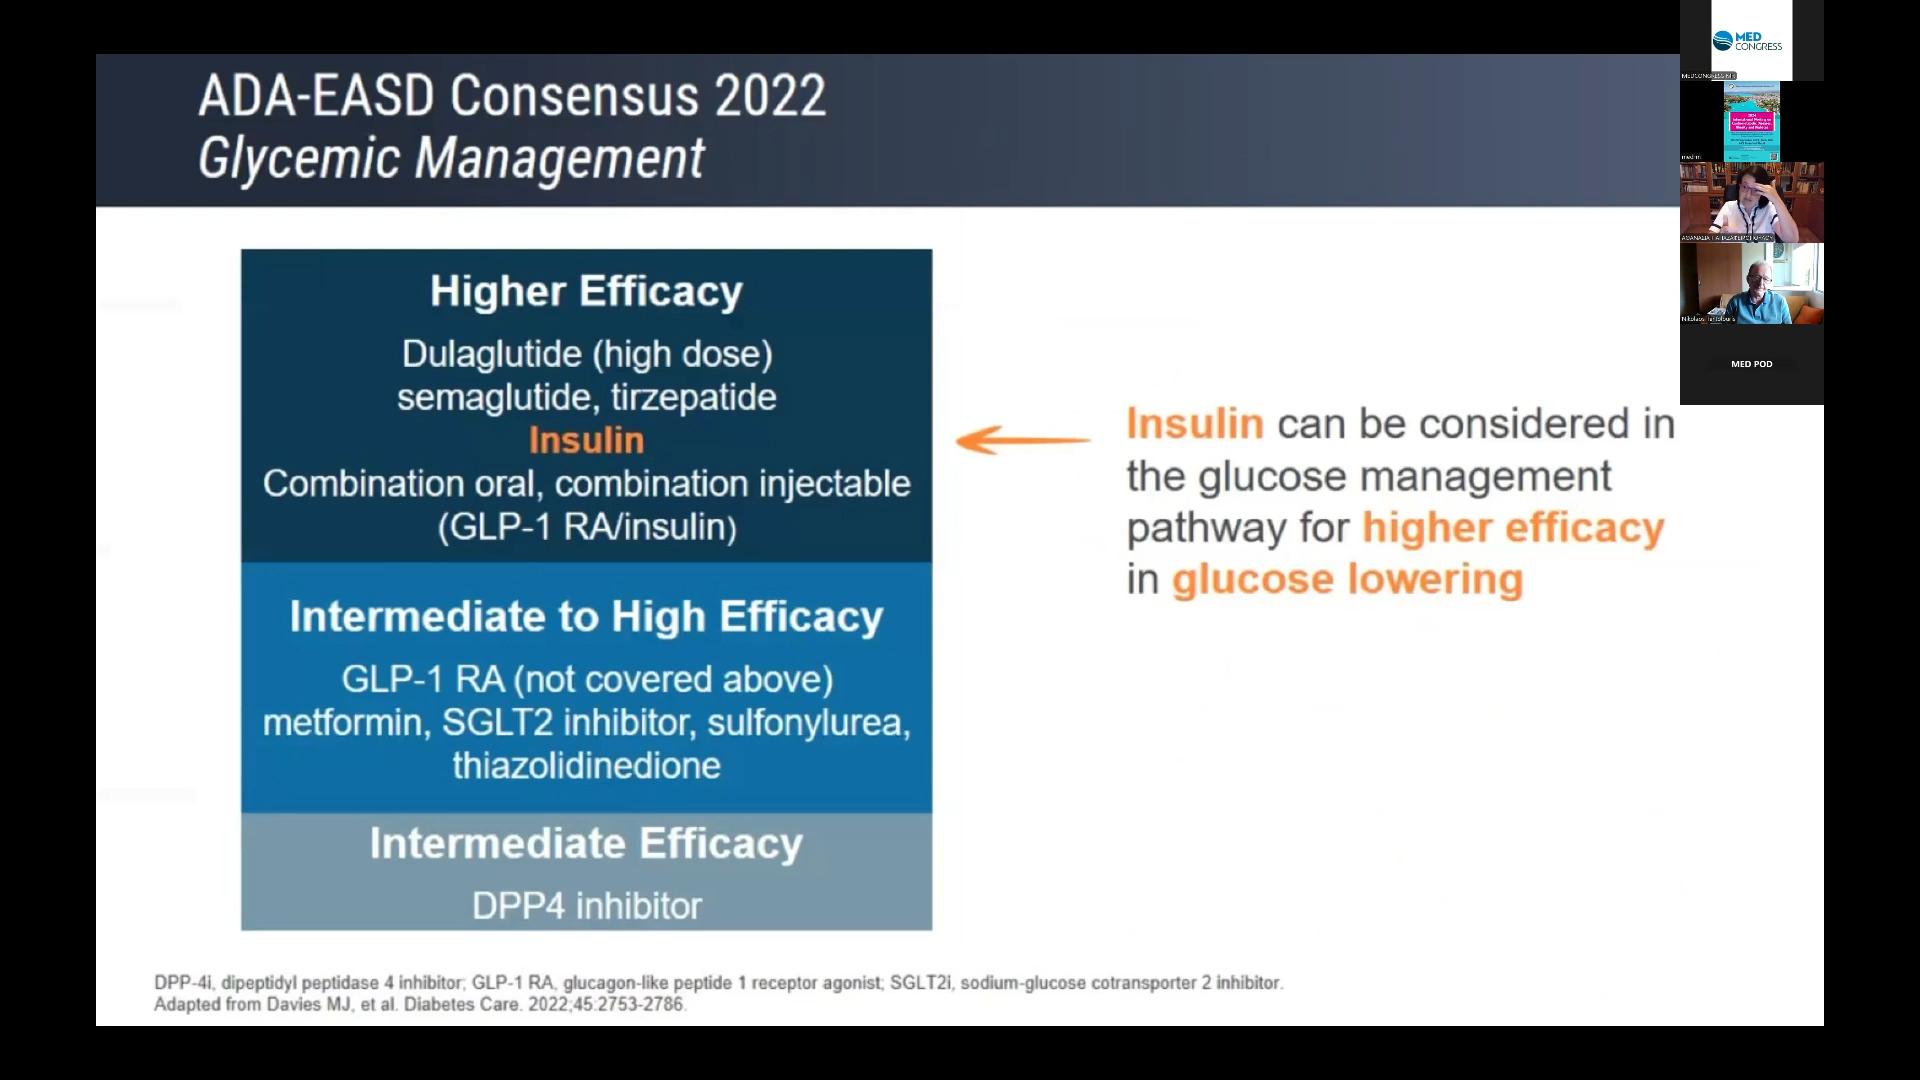 ADA-EASD Consensus 2022
Glycemic Management
Higher Efficacy
Dulaglutide (high dose)
semaglutide, tirzepatide
Insulin
Combination oral, combination injectable
(GLP-1 RA/insulin)
Intermediate to High Efficacy
GLP-1 RA (not covered above)
metformin, SGLT2 inhibitor, sulfonylurea,
thiazolidinedione
Intermediate Efficacy
DPP4 inhibitor
Insulin can be considered in
the glucose management
pathway for higher efficacy
in glucose lowering
DPP-4i, dipeptidyl peptidase 4 inhibitor; GLP-1 RA, glucagon-like peptide 1 receptor agonist; SGLT2i, sodium-glucose cotransporter 2 inhibitor.
Adapted from Davies MJ, et al. Diabetes Care. 2022;45:2753-2786.
MED
CONGRESS
2024
Nikolaos
MED POD